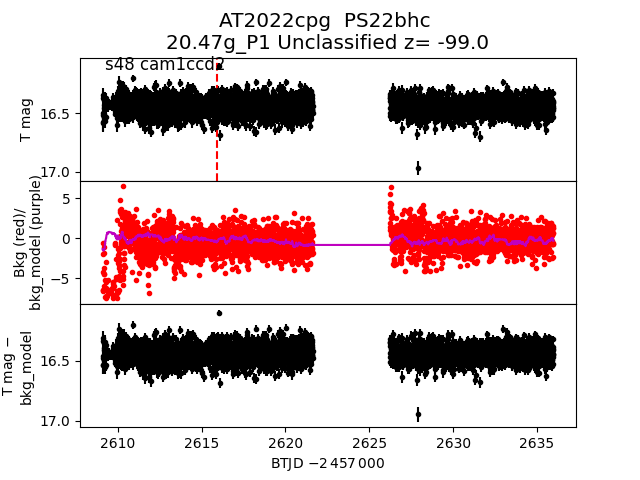 AT2022cpg PS22bhc
20.47g_P1 Unclassified z= -99.0
s48 cam1ccd2
T mag
16.5
17.0
Bkg (red)/
bkg_model (purple)
5
0
−5
T mag −
bkg_model
16.5
17.0
2610 2615 2620 2625 2630 2635
BTJD −2 457 000